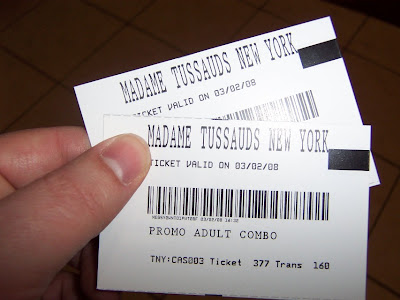 MADAME TUSSAUDS NEW YORK
TICKET VALID ON 03/02/08
MADAME TUSSAUDS NEW YORK
TICKET VALID ON 03/02/08
PROMO ADULT COMBO
TNY:CAS003 Ticket 377 Trans 160